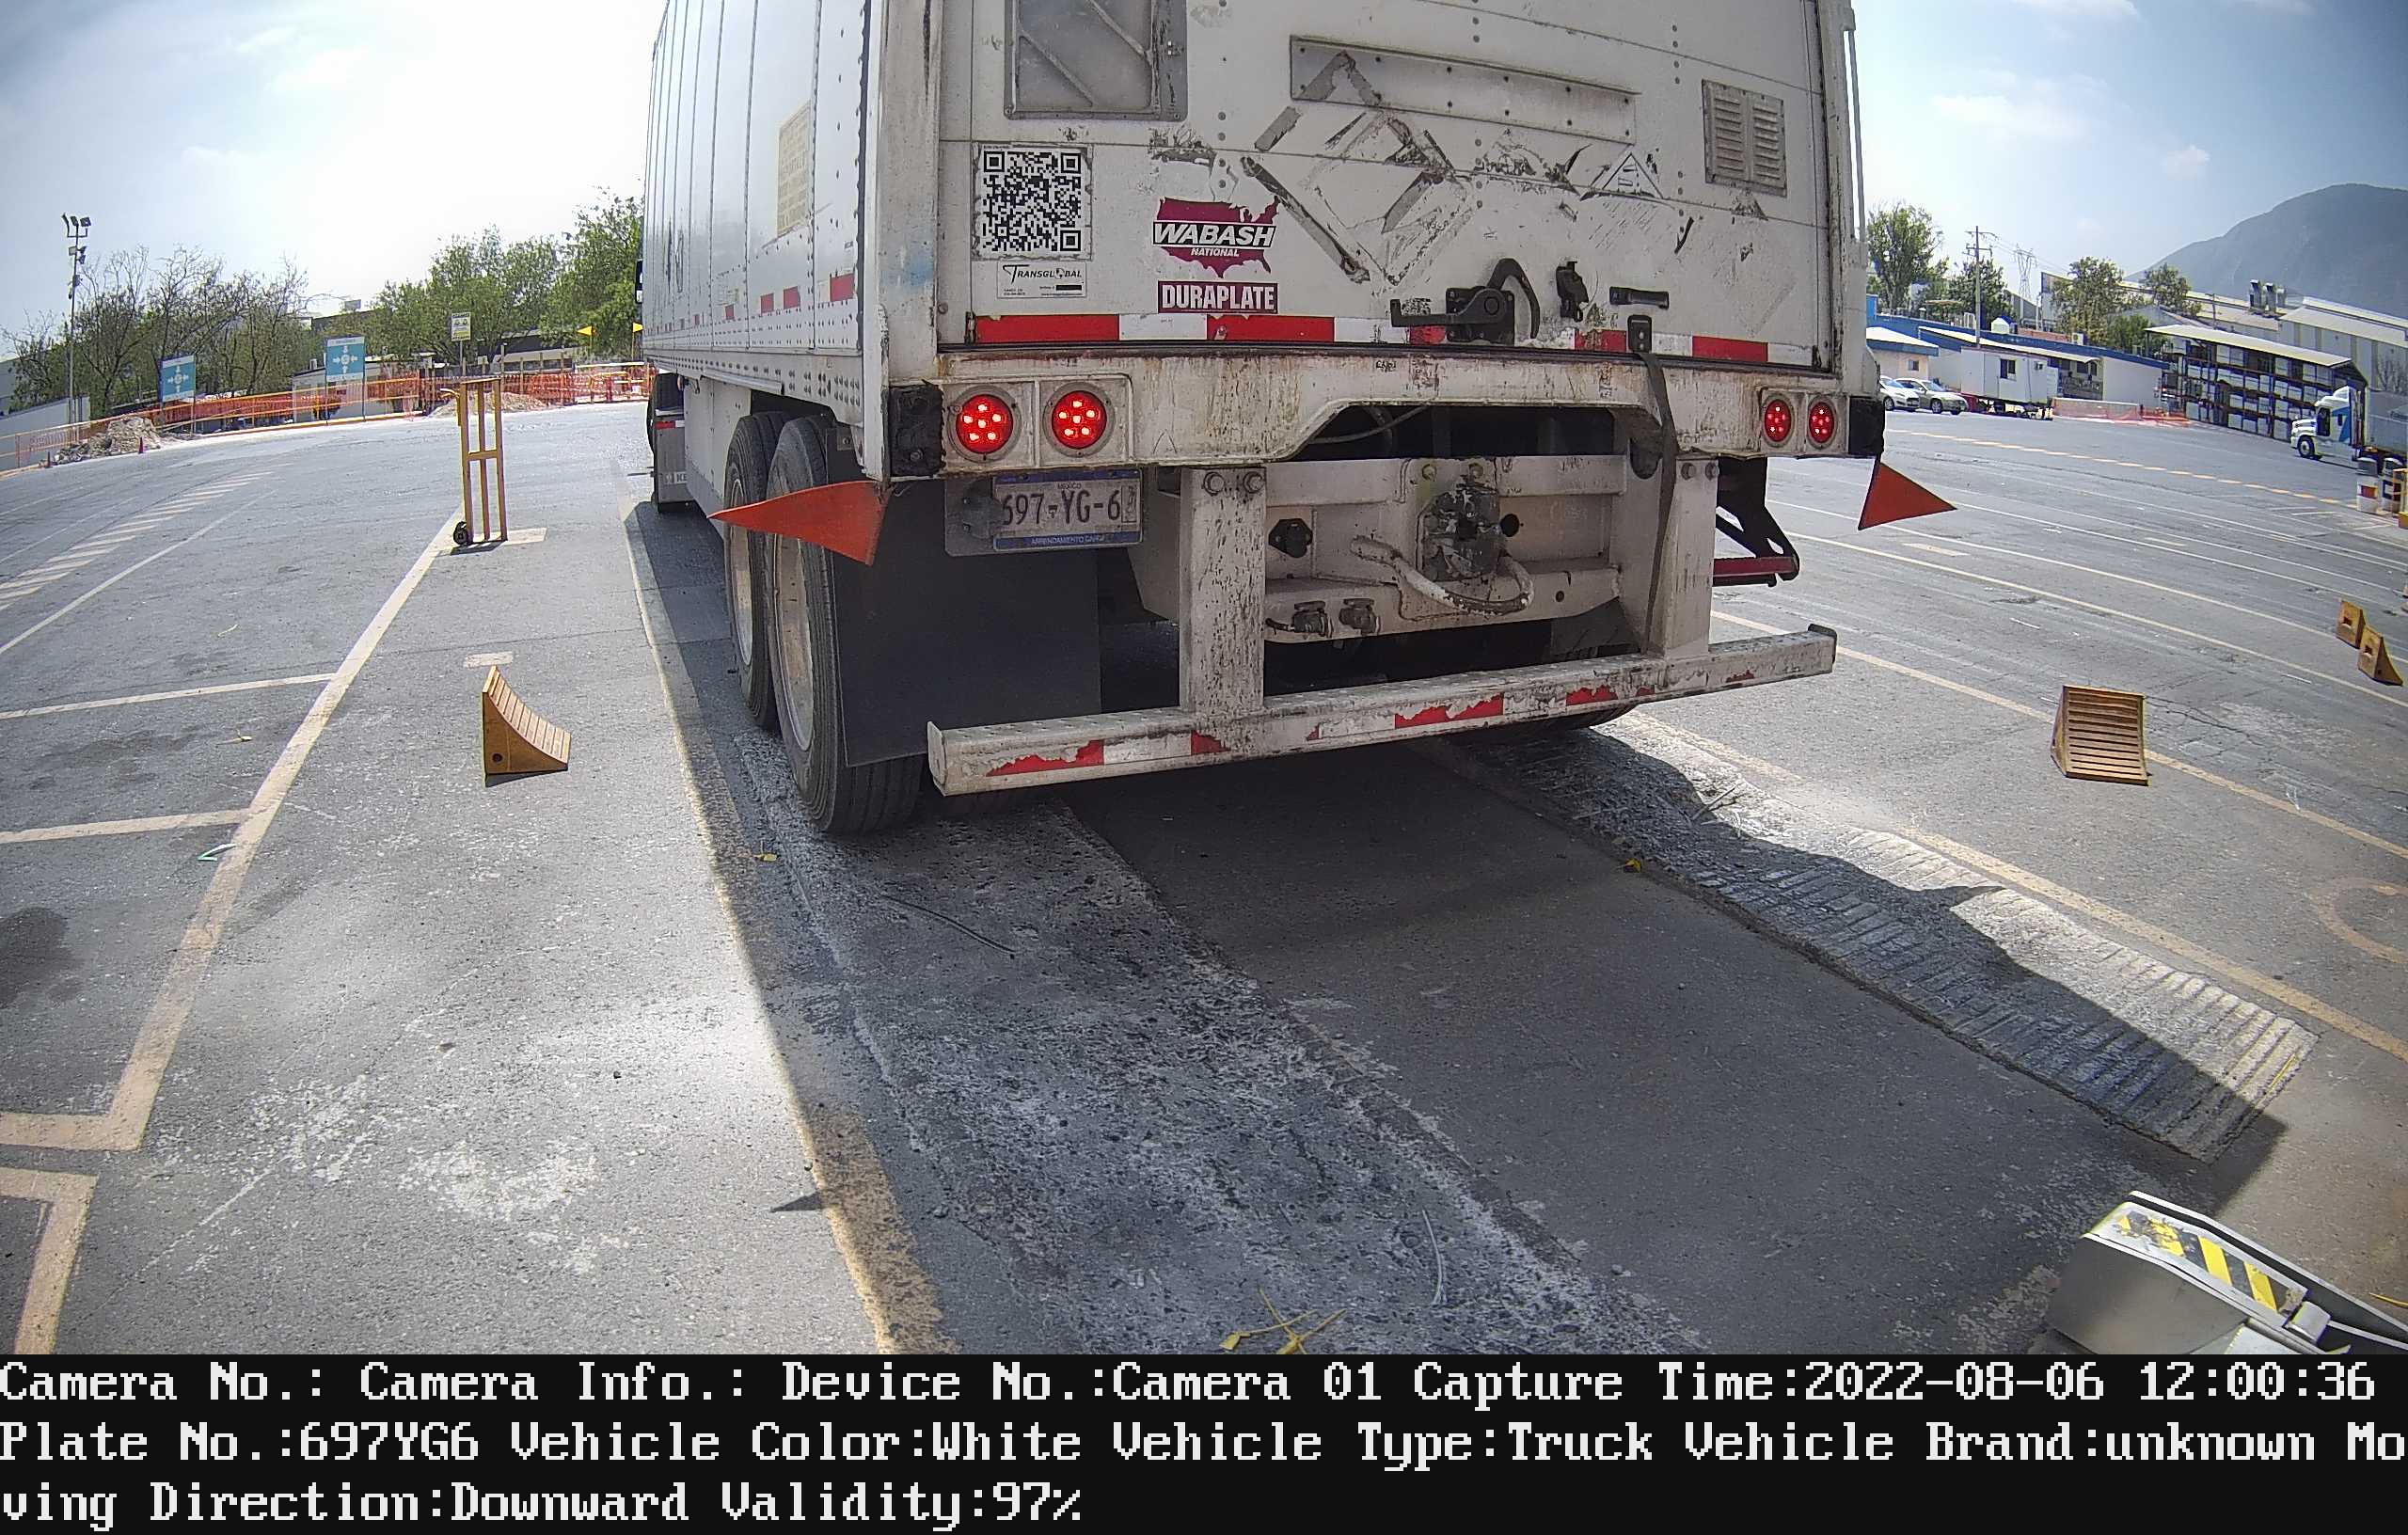 WABASH
NATIONAL
TRANSGLOBAL
DURAPLATE
MEXICO
697-YG-6
ARRENDAMIENTO CARGA
Camera No.: Camera Info.: Device No.:Camera 01 Capture Time:2022-08-06 12:00:36
Plate No.:697YG6 Vehicle Color:White Vehicle Type:Truck Vehicle Brand:unknown Mo
ving Direction:Downward Validity:97%